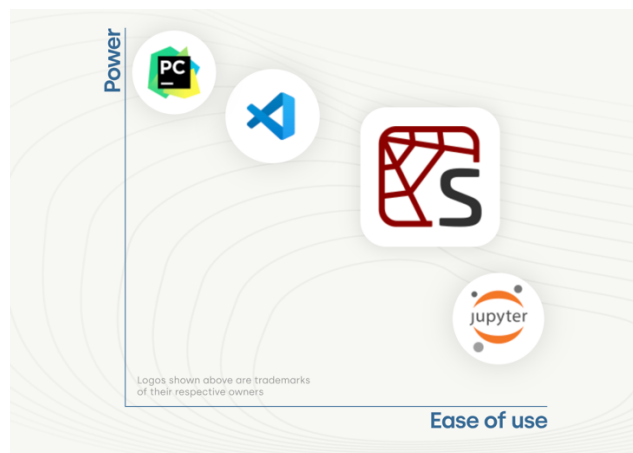 Power
PC
S
jupyter
Logos shown above are trademarks
of their respective owners
Ease of use